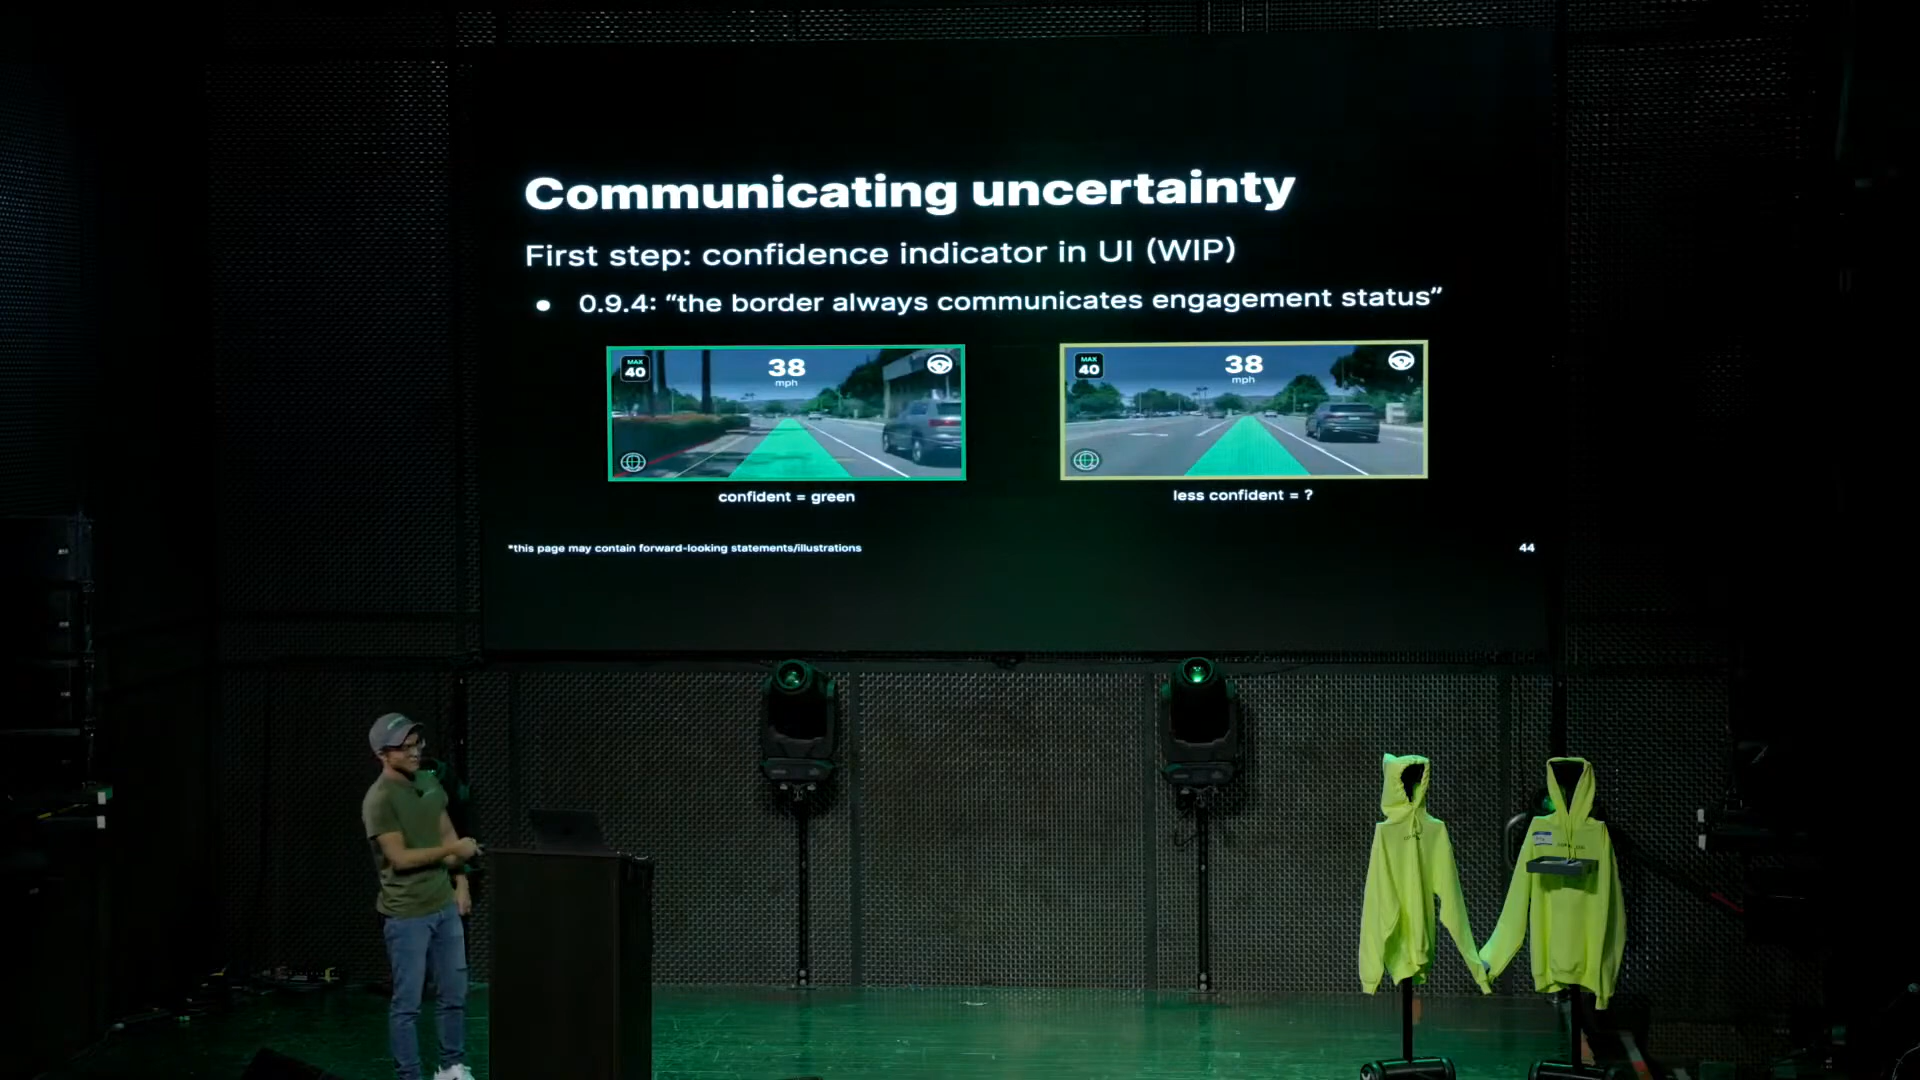 Communicating uncertainty
First step: confidence indicator in UI (WIP)
● 0.9.4: “the border always communicates engagement status”
MAX
40
38
mph
MAX
40
38
mph
confident = green
less confident = ?
*this page may contain forward-looking statements/illustrations
44